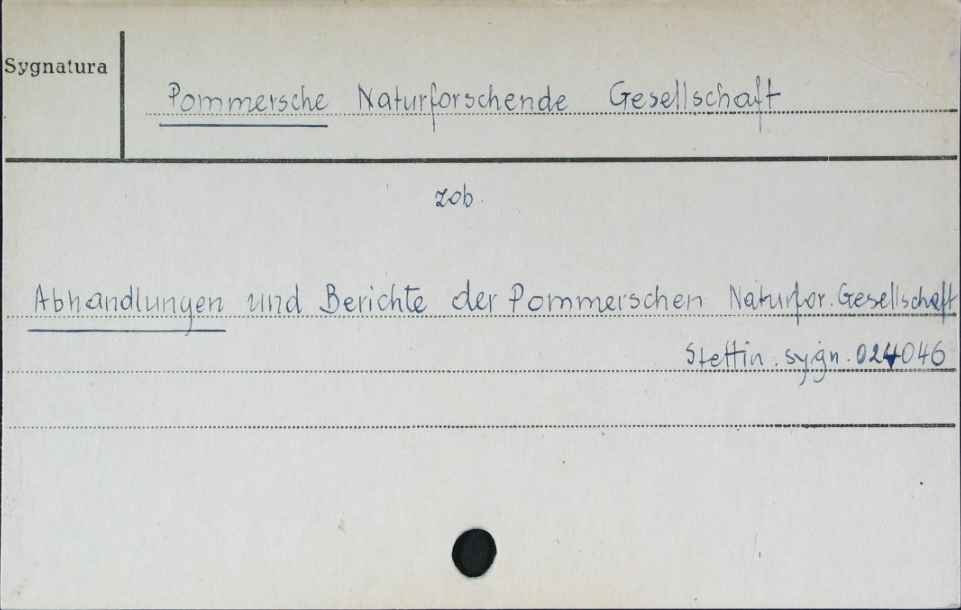 Sygnatura
Pommersche Naturforschende Gesellschaft
zob.
Abhandlungen und Berichte der Pommerschen Naturfor. Gesellschaft
Stettin. sygn. 024046